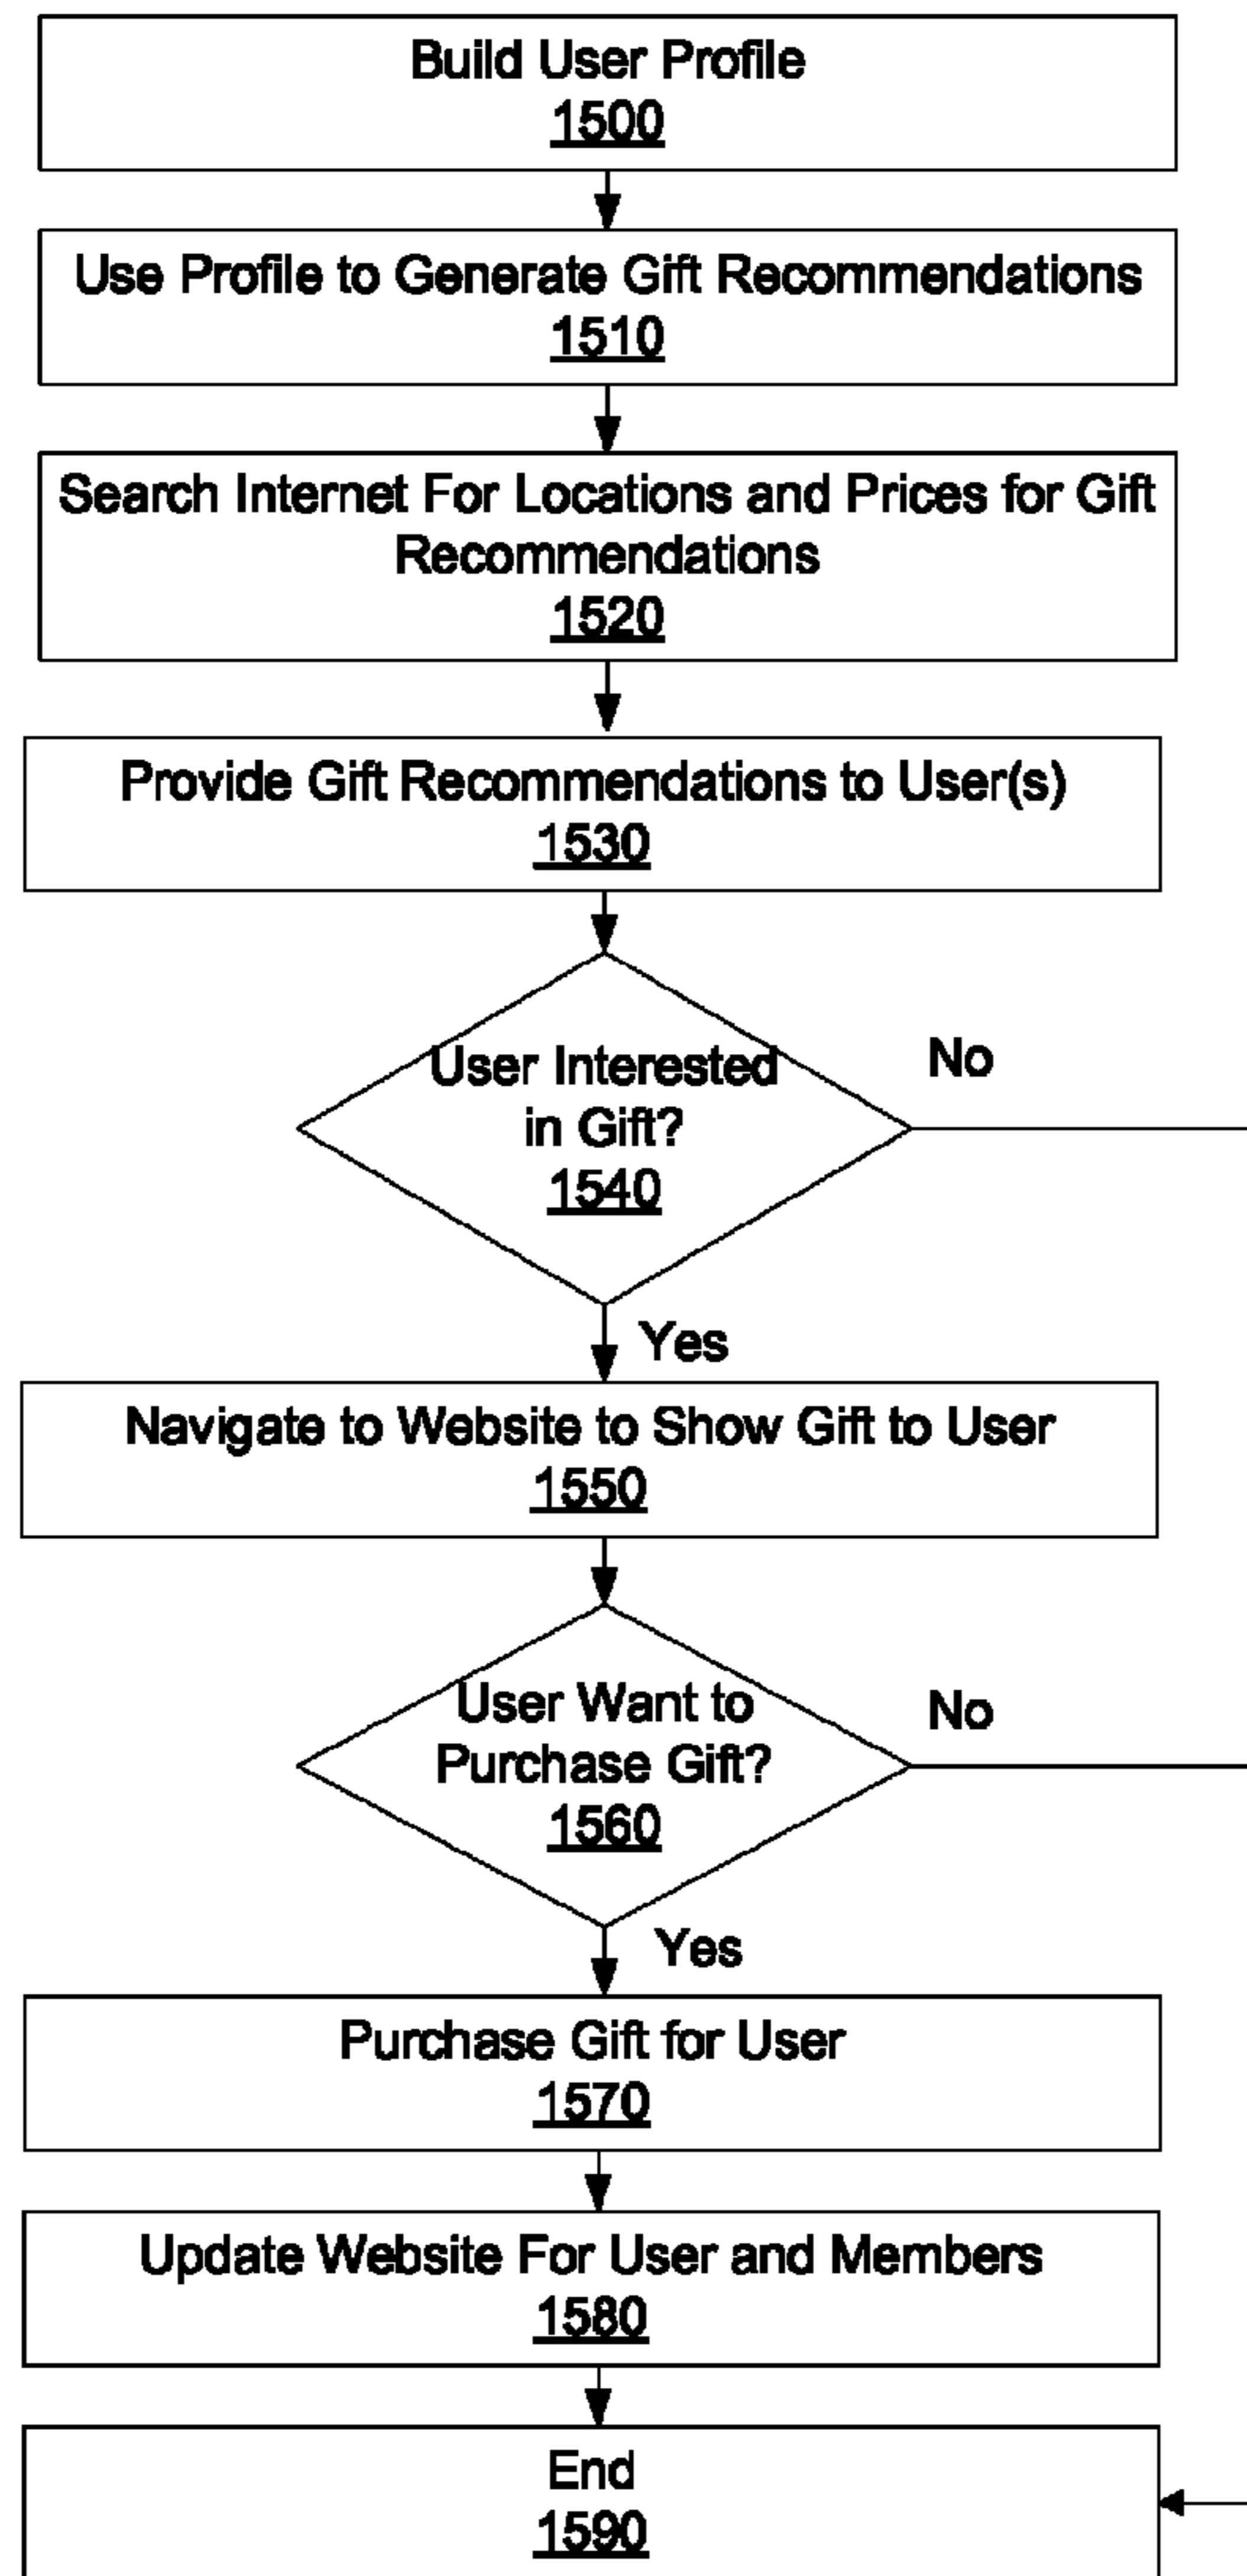 Build User Profile
1500
Use Profile to Generate Gift Recommendations
1510
Search Internet For Locations and Prices for Gift
Recommendations
1520
Provide Gift Recommendations to User(s)
1530
User Interested
in Gift?
1540
No
Yes
Navigate to Website to Show Gift to User
1550
User Want to
Purchase Gift?
1560
No
Yes
Purchase Gift for User
1570
Update Website For User and Members
1580
End
1590